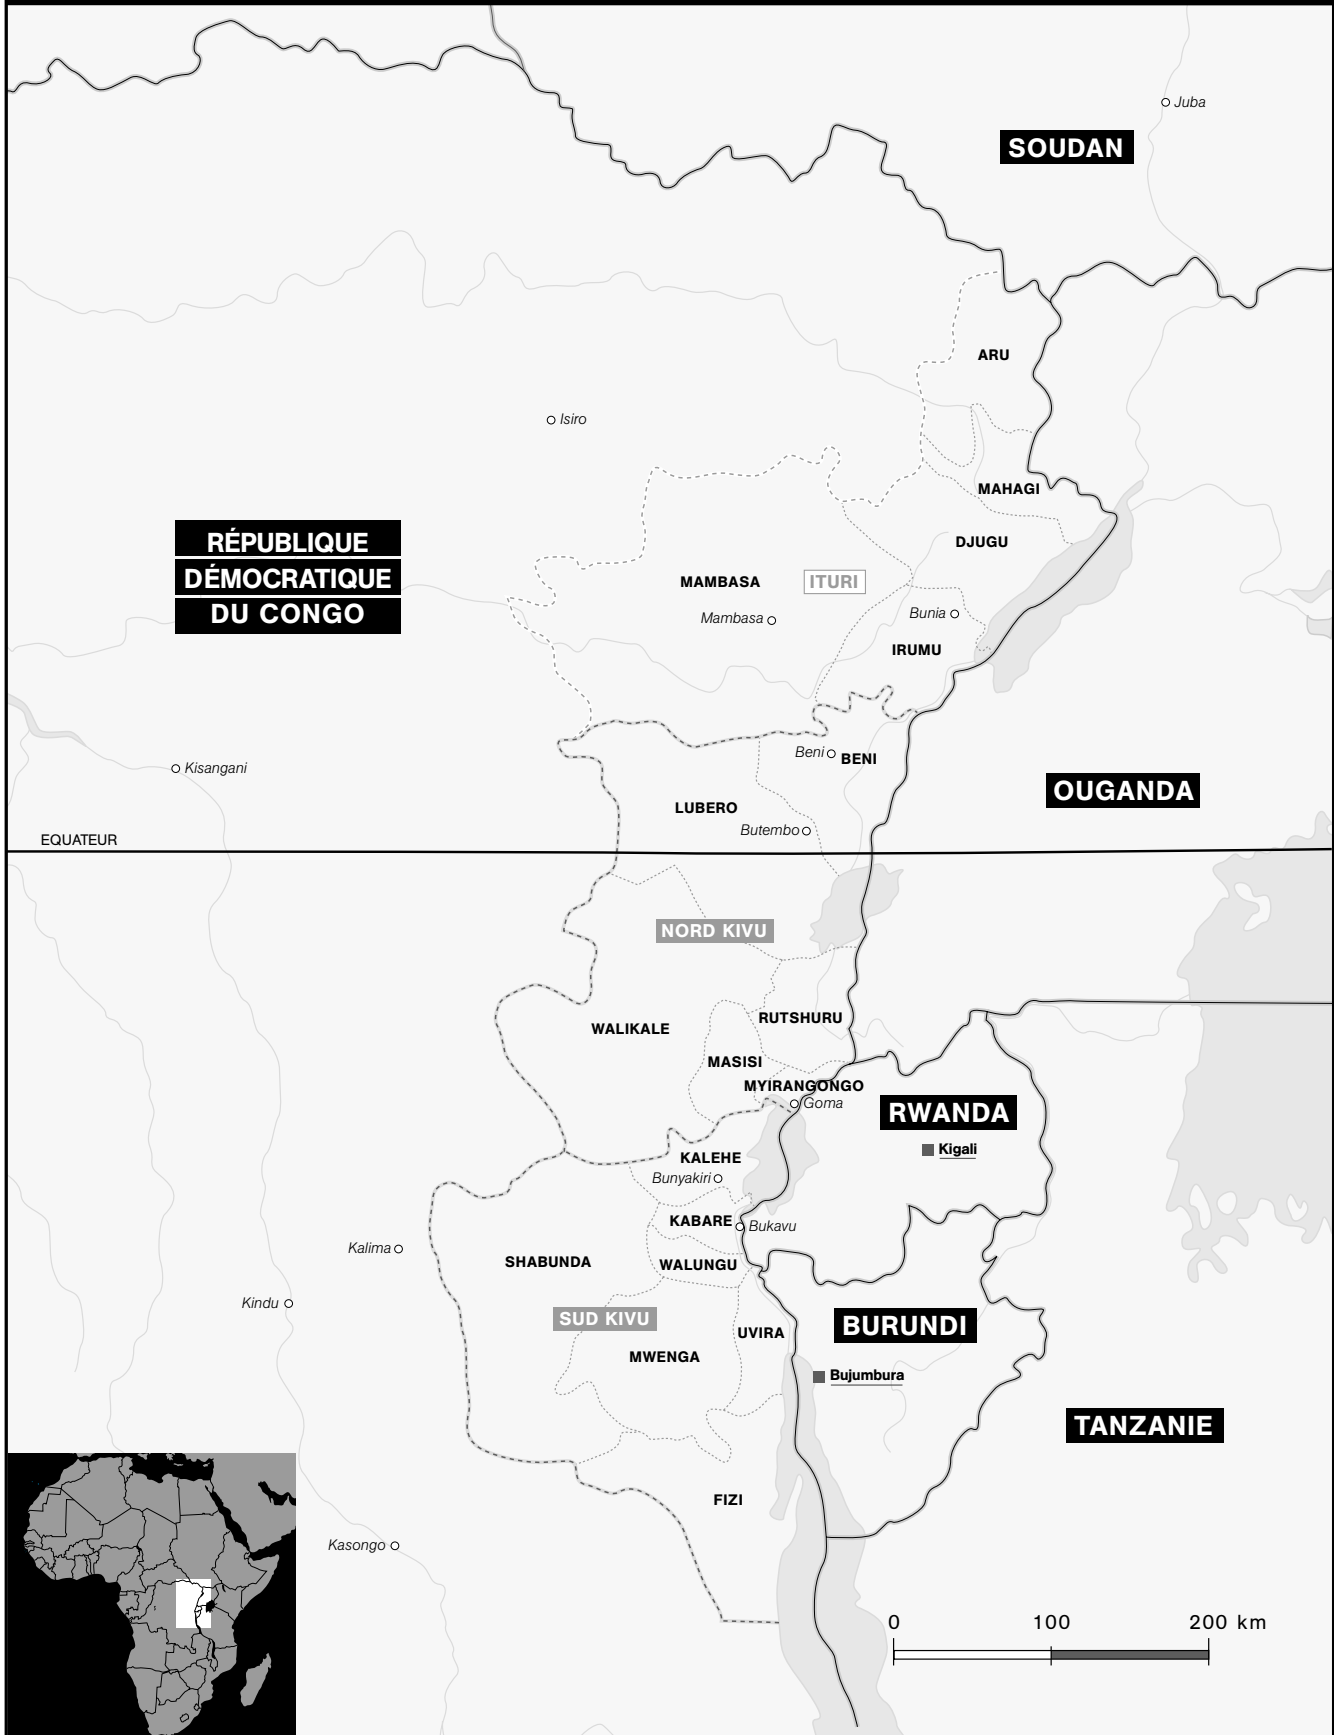 Juba
SOUDAN
ARU
Isiro
MAHAGI
RÉPUBLIQUE
DÉMOCRATIQUE
DU CONGO
DJUGU
MAMBASA
ITURI
Mambasa
Bunia
IRUMU
Beni
BENI
Kisangani
OUGANDA
LUBERO
Butembo
EQUATEUR
NORD KIVU
RUTSHURU
WALIKALE
MASISI
MYIRANGONGO
Goma
RWANDA
Kigali
KALEHE
Bunyakiri
KABARE
Bukavu
Kalima
SHABUNDA
WALUNGU
Kindu
SUD KIVU
UVIRA
BURUNDI
MWENGA
Bujumbura
TANZANIE
FIZI
Kasongo
0 100 200 km